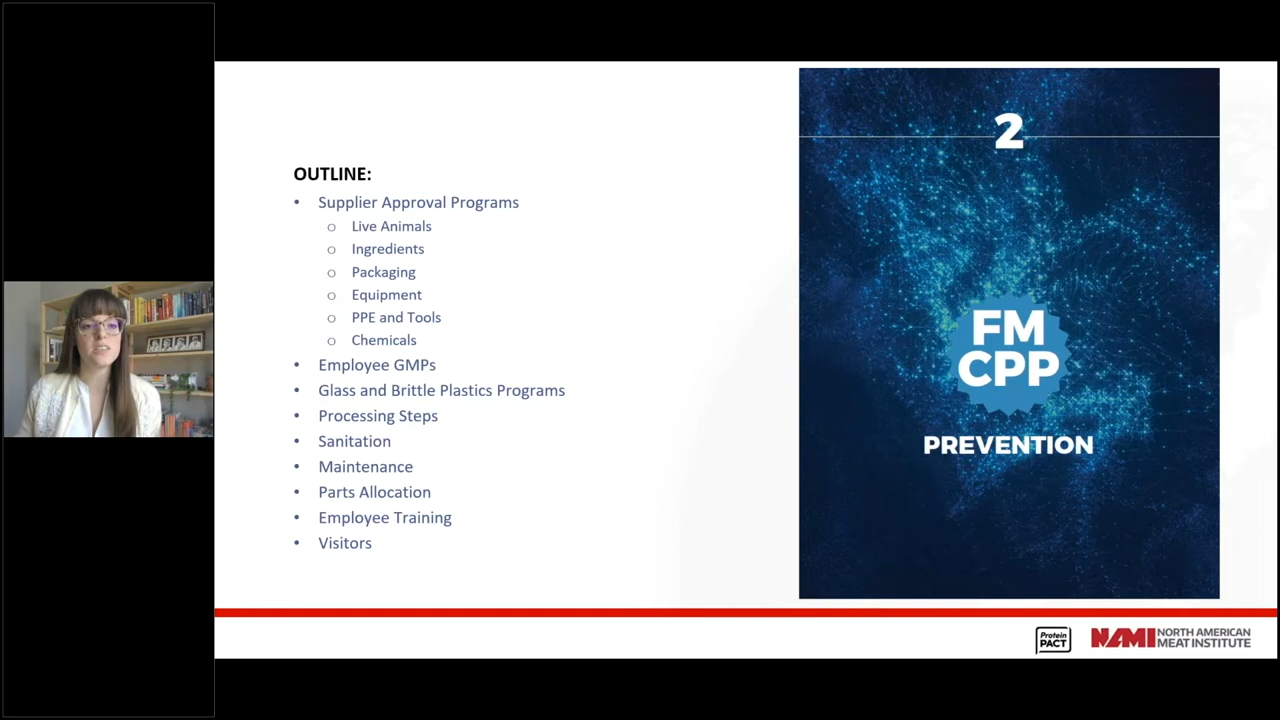 OUTLINE:
• Supplier Approval Programs
o Live Animals
o Ingredients
o Packaging
o Equipment
o PPE and Tools
o Chemicals
• Employee GMPs
• Glass and Brittle Plastics Programs
• Processing Steps
• Sanitation
• Maintenance
• Parts Allocation
• Employee Training
• Visitors
2
FM
CPP
PREVENTION
Protein
PACT
NAMI
NORTH AMERICAN
MEAT INSTITUTE